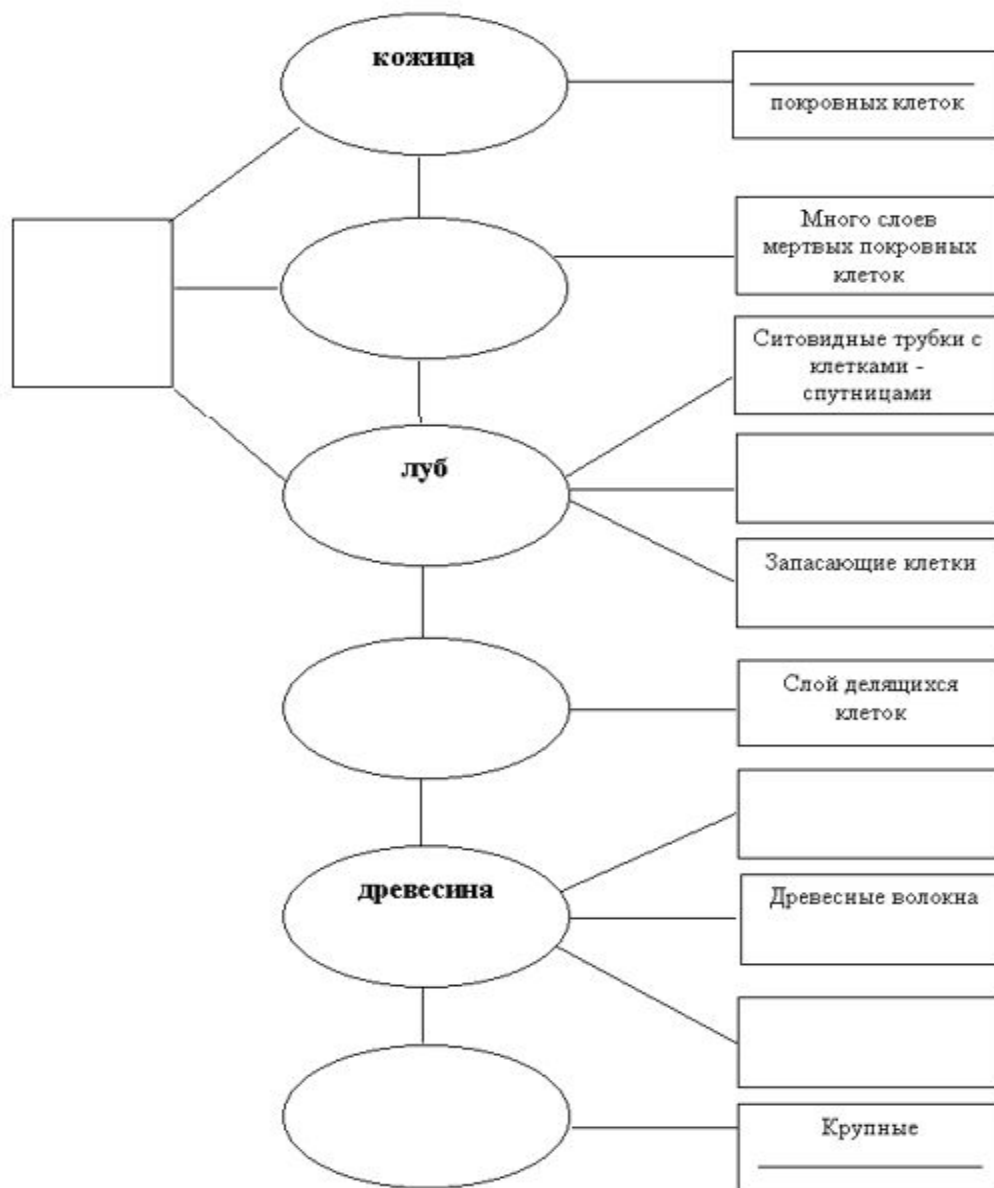 кожица
покровных клеток
Много слоев
мертвых покровных
клеток
Ситовидные трубки с
клетками -
спутницами
луб
Запасающие клетки
Слой делящихся
клеток
древесина
Древесные волокна
Крупные